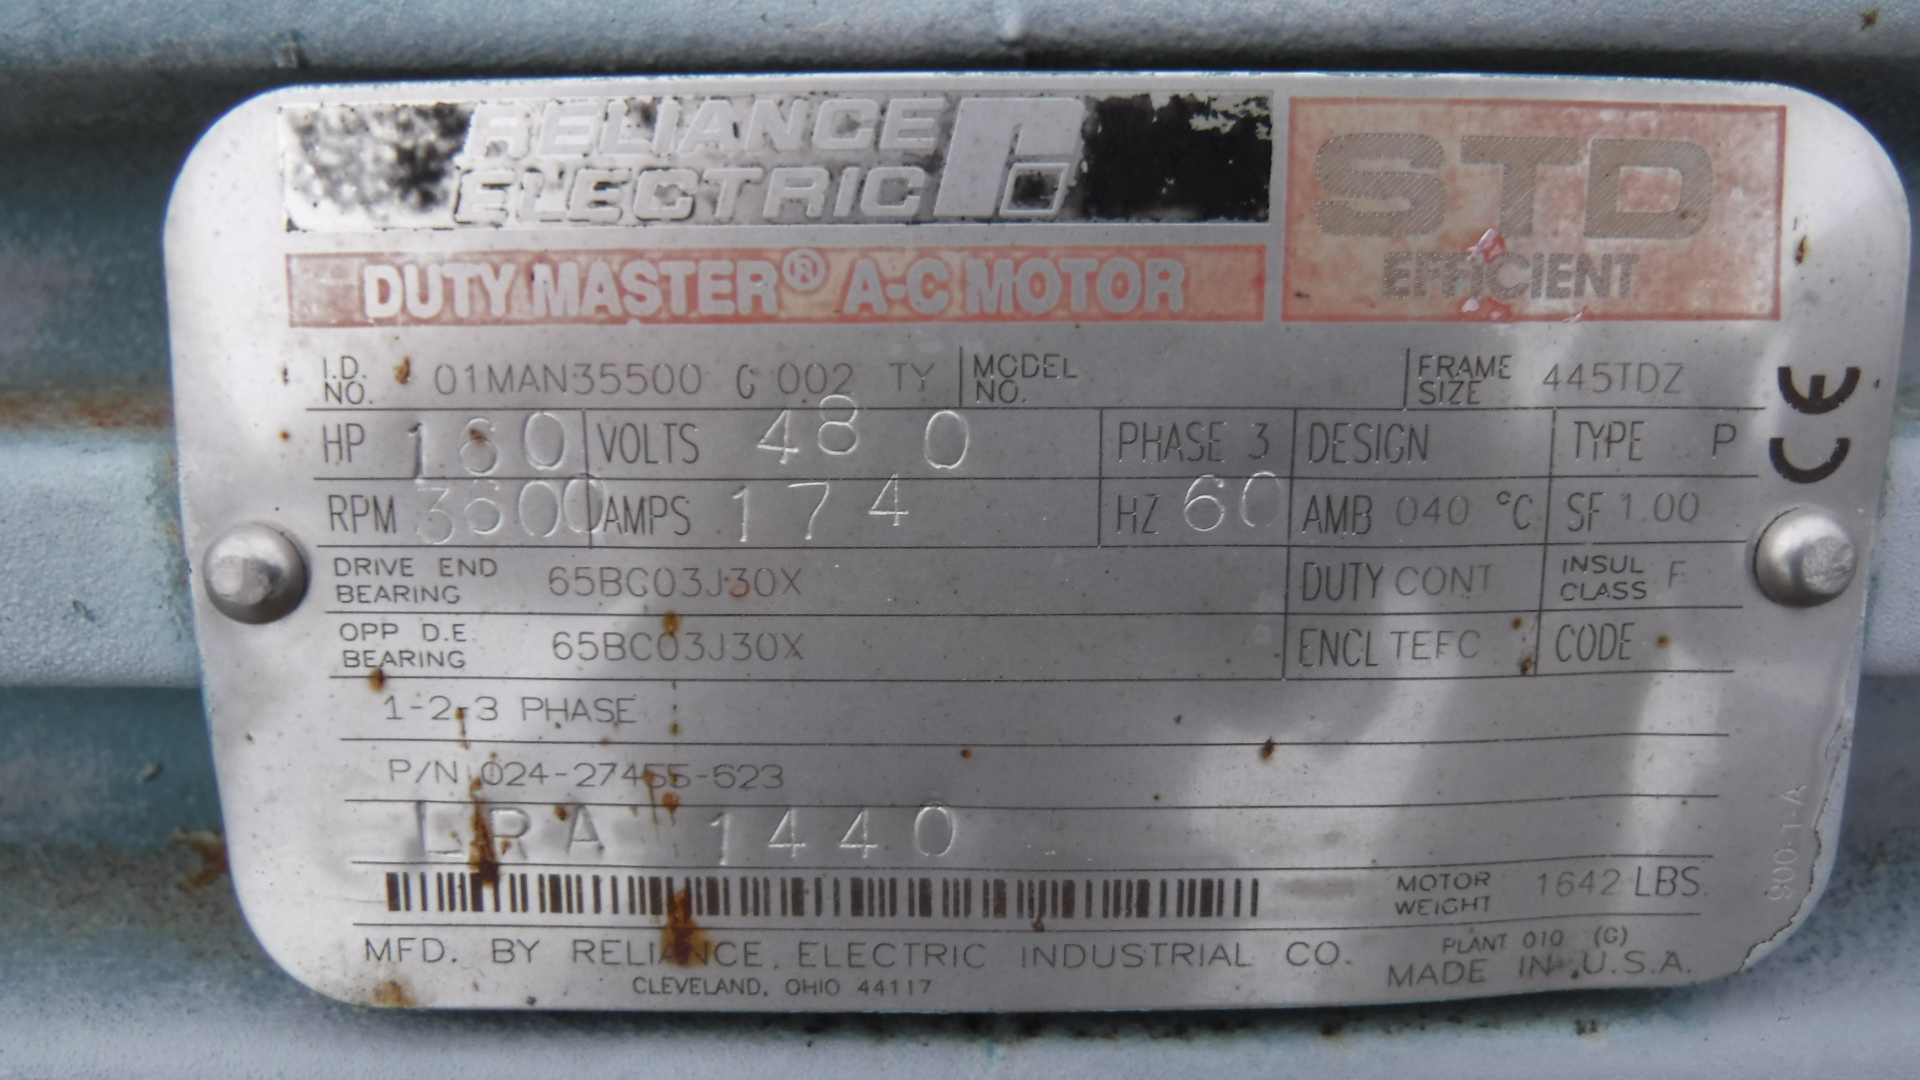 RELIANCE
ELECTRIC
DUTY MASTER® A-C MOTOR
STD
EFFICIENT
I.D. NO. 01MAN35500 G 002 TY MODEL NO. FRAME SIZE 445TDZ
HP 160 VOLTS 480 PHASE 3 DESIGN TYPE P
RPM 3600 AMPS 174 HZ 60 AMB 040 °C SF 1.00
DRIVE END BEARING 65BC03J30X DUTY CONT INSUL CLASS F
OPP D.E. BEARING 65BC03J30X ENCL TEFC CODE
1-2-3 PHASE
P/N 024-27455-623
LRA 1440
MOTOR WEIGHT 1642 LBS.
MFD. BY RELIANCE ELECTRIC INDUSTRIAL CO.
CLEVELAND, OHIO 44117
PLANT 010 (G)
MADE IN U.S.A.
CE